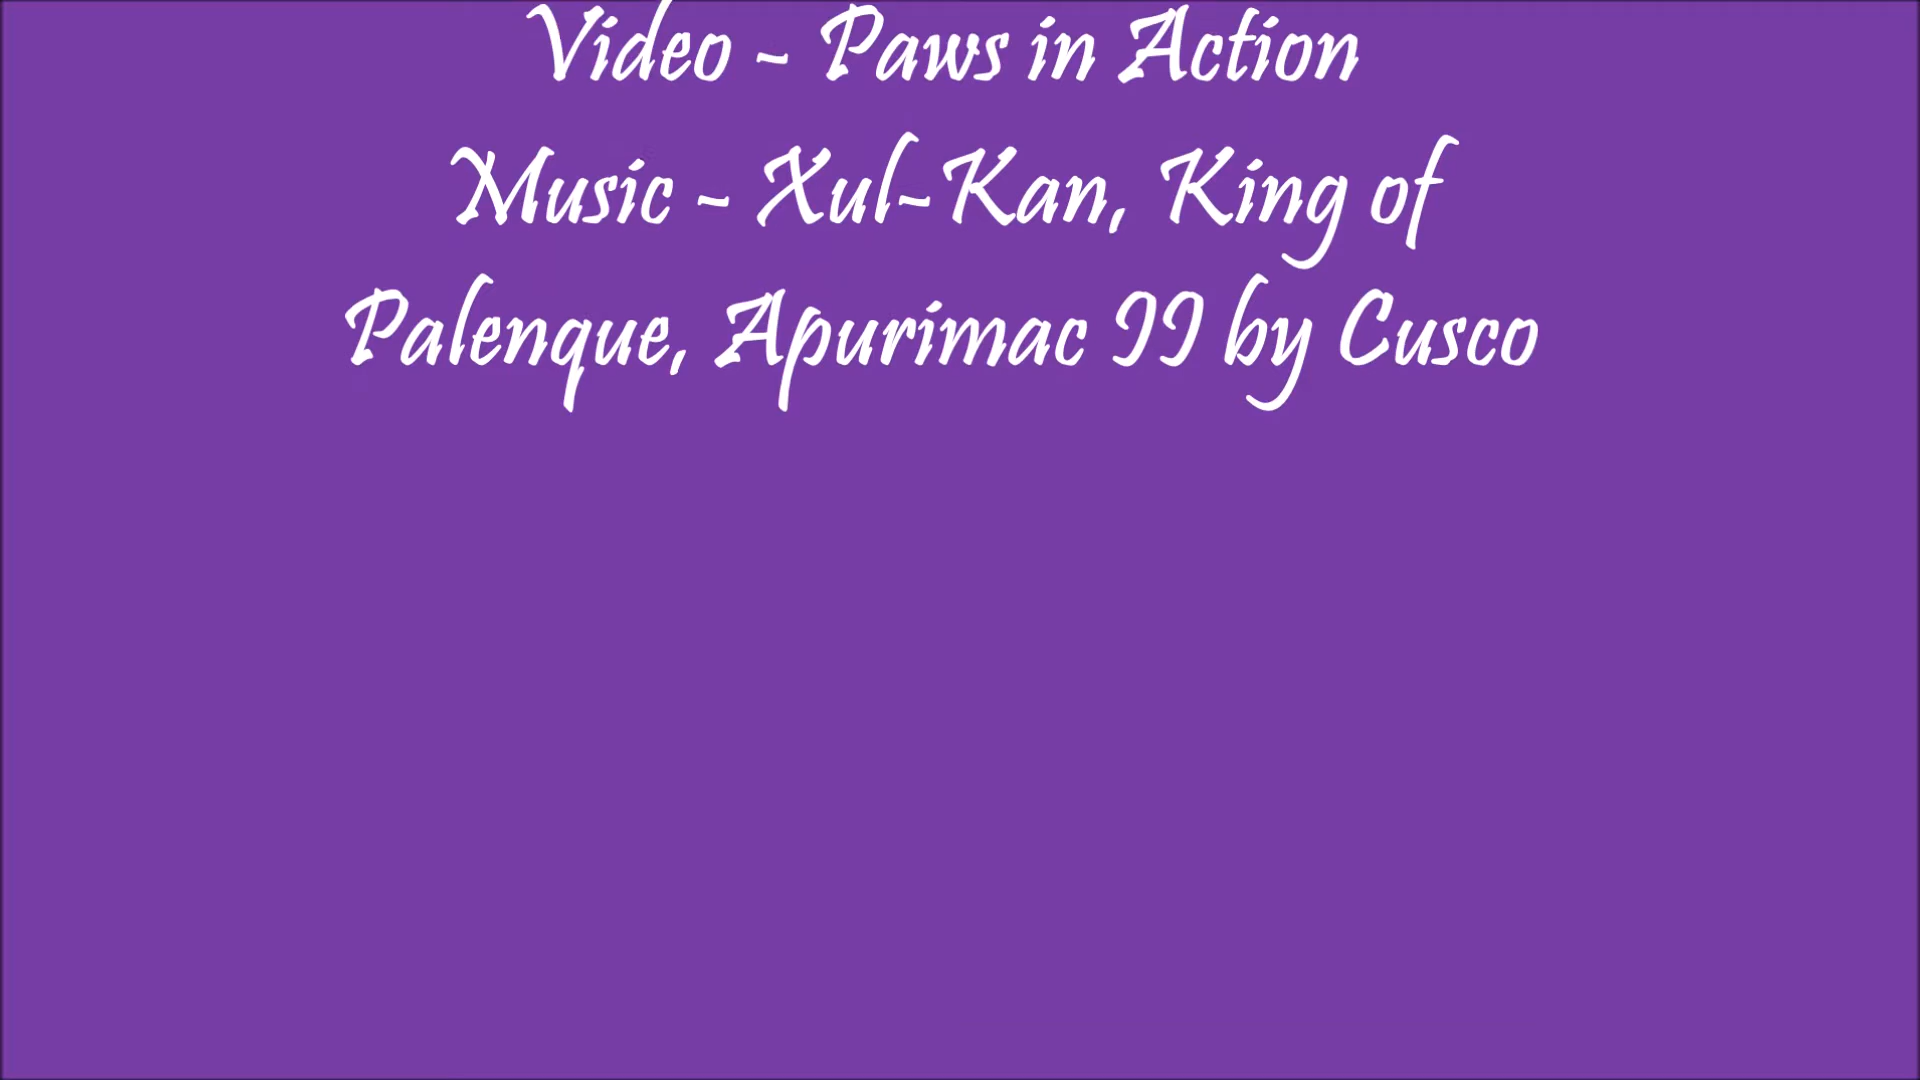 Video - Paws in Action
Music - Xul-Kan, King of
Palenque, Apurimac II by Cusco